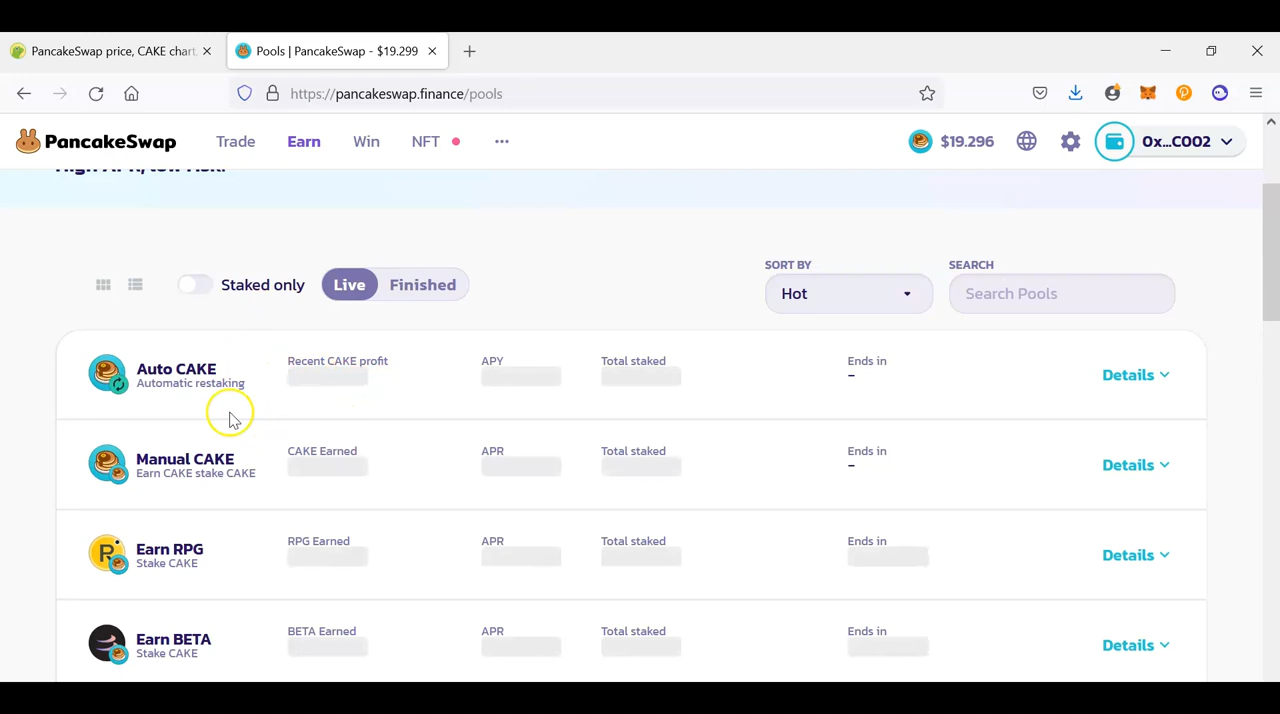 PancakeSwap price, CAKE chart,
Pools | PancakeSwap - $19.299
https://pancakeswap.finance/pools
PancakeSwap Trade Earn Win NFT $19.296 0x...C002
High APR, low risk.
Staked only Live Finished
SORT BY
Hot
SEARCH
Search Pools
Auto CAKE
Automatic restaking
Recent CAKE profit
APY
Total staked
Ends in
–
Details
Manual CAKE
Earn CAKE stake CAKE
CAKE Earned
APR
Total staked
Ends in
–
Details
Earn RPG
Stake CAKE
RPG Earned
APR
Total staked
Ends in
Details
Earn BETA
Stake CAKE
BETA Earned
APR
Total staked
Ends in
Details